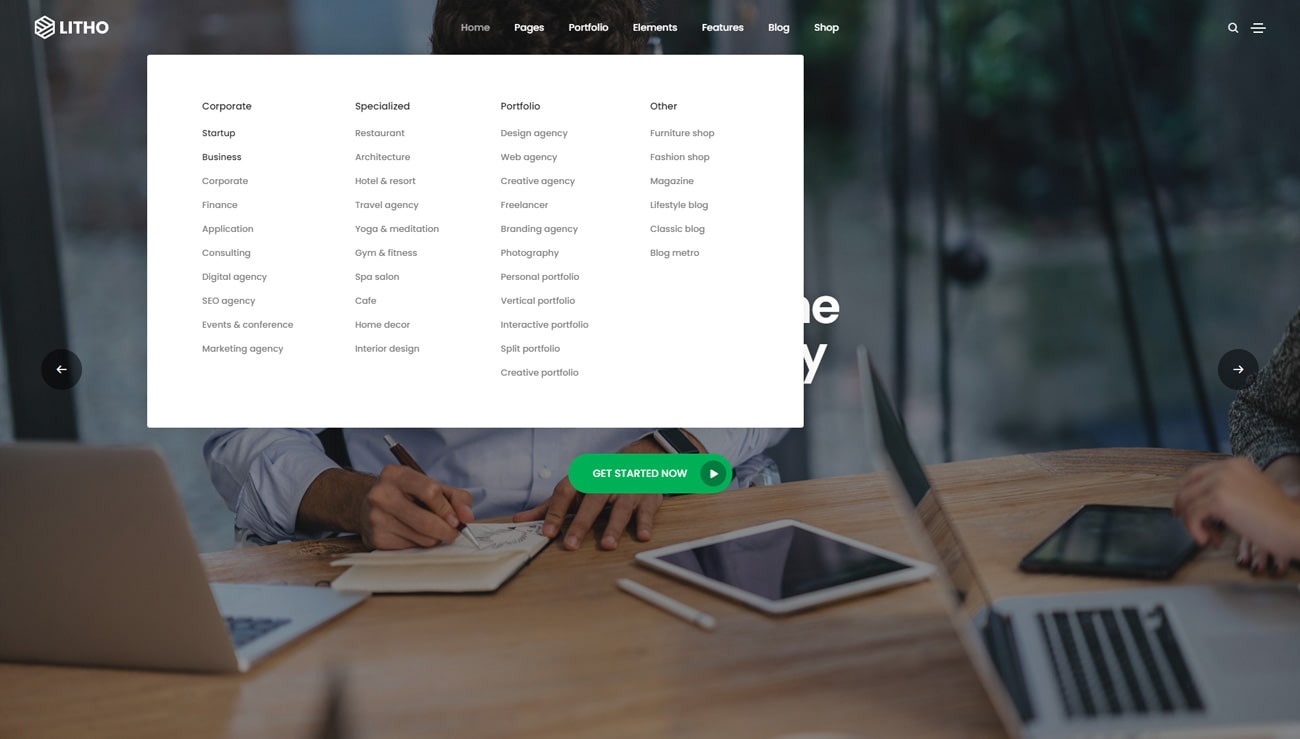 LITHO
Home Pages Portfolio Elements Features Blog Shop
Corporate
Startup
Business
Corporate
Finance
Application
Consulting
Digital agency
SEO agency
Events & conference
Marketing agency
Specialized
Restaurant
Architecture
Hotel & resort
Travel agency
Yoga & meditation
Gym & fitness
Spa salon
Cafe
Home decor
Interior design
Portfolio
Design agency
Web agency
Creative agency
Freelancer
Branding agency
Photography
Personal portfolio
Vertical portfolio
Interactive portfolio
Split portfolio
Creative portfolio
Other
Furniture shop
Fashion shop
Magazine
Lifestyle blog
Classic blog
Blog metro
GET STARTED NOW